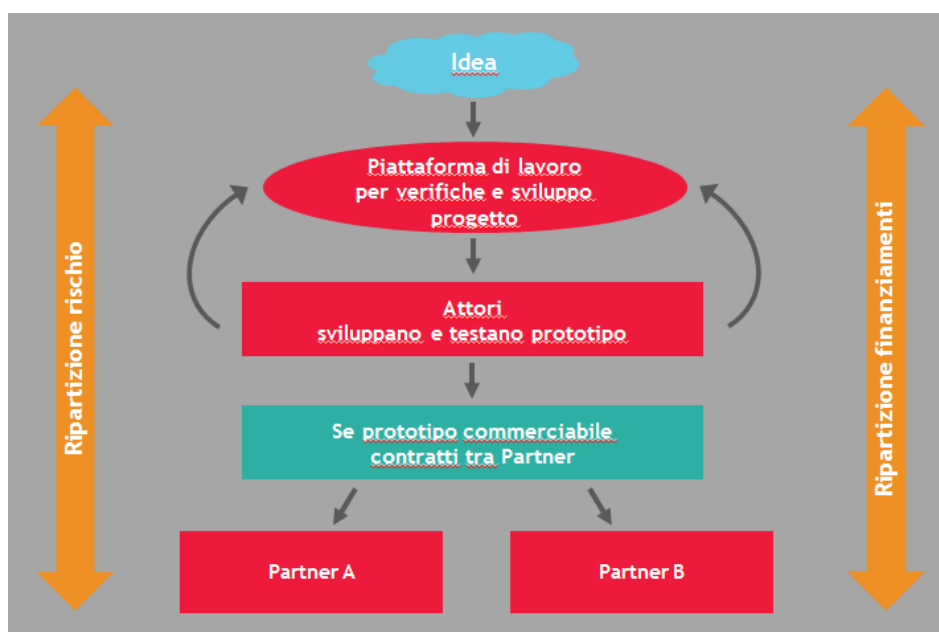 Idea
Piattaforma di lavoro
per verifiche e sviluppo
progetto
Attori
sviluppano e testano prototipo
Se prototipo commerciabile
contratti tra Partner
Partner A
Partner B
Ripartizione rischio
Ripartizione finanziamenti